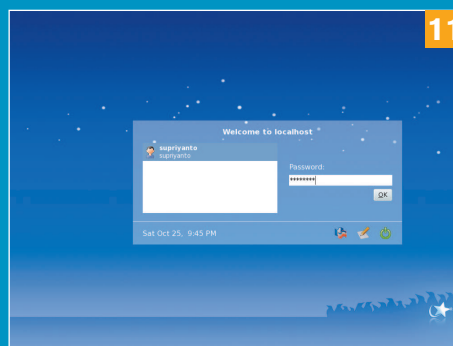 11
Welcome to localhost
supriyanto
supriyanto
Password:
********
OK
Sat Oct 25, 9:45 PM